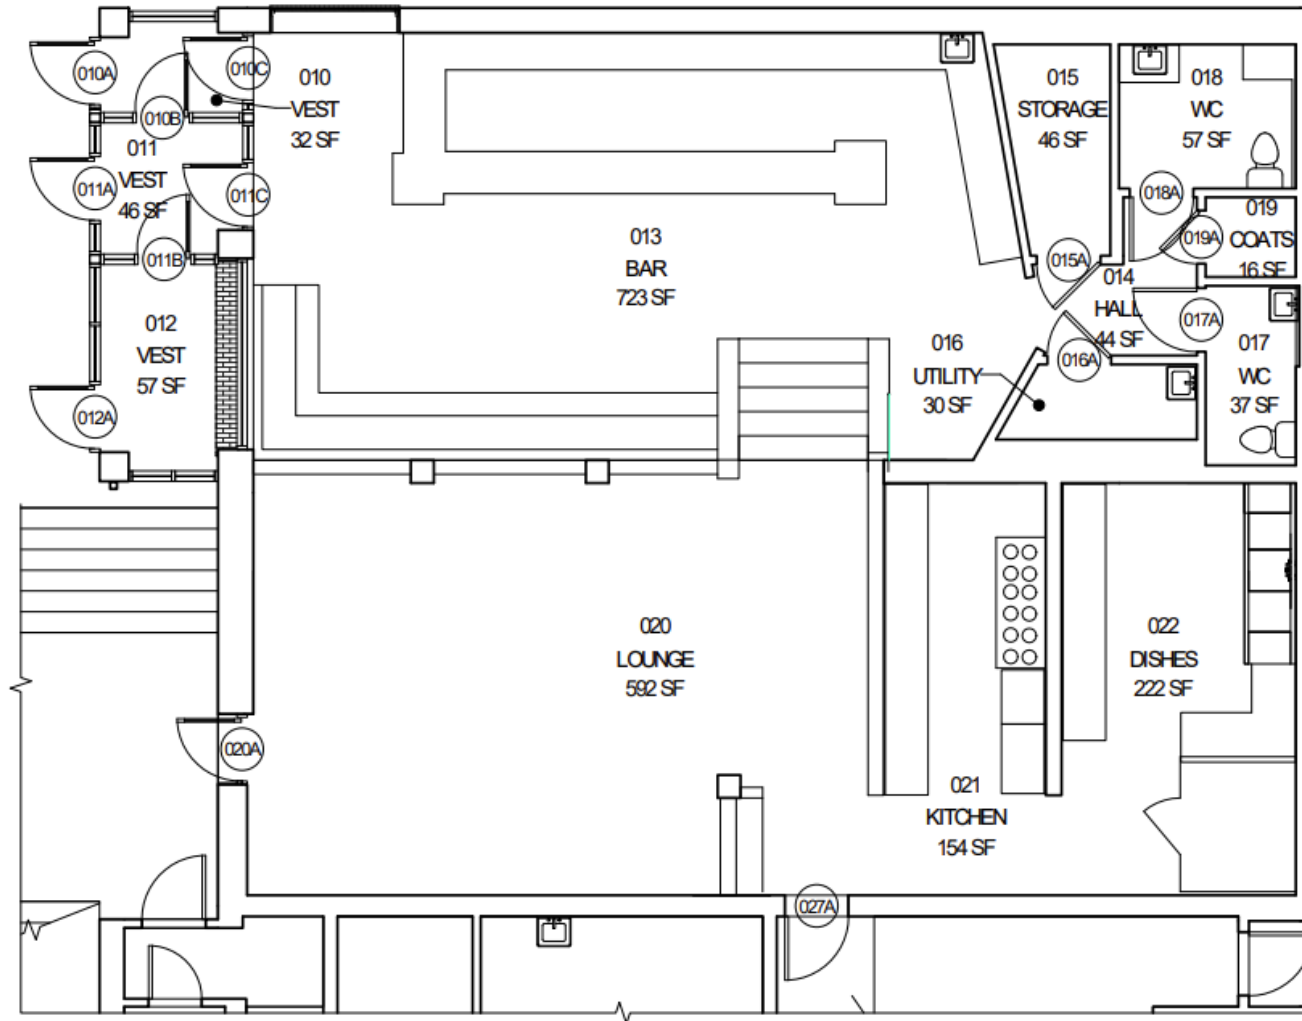 010A
010C
010
VEST
32 SF
010B
011
VEST
46 SF
011A
011C
011B
012
VEST
57 SF
012A
013
BAR
723 SF
015
STORAGE
46 SF
015A
018
WC
57 SF
018A
019
COATS
16 SF
019A
014
HALL
44 SF
017A
017
WC
37 SF
016
UTILITY
30 SF
016A
020
LOUNGE
592 SF
020A
021
KITCHEN
154 SF
022
DISHES
222 SF
027A